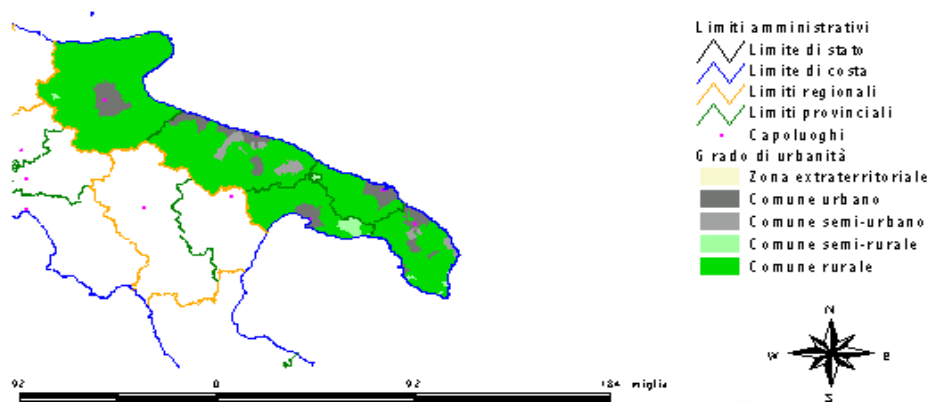 Limiti amministrativi
Limite di stato
Limite di costa
Limiti regionali
Limiti provinciali
Capoluoghi
Grado di urbanità
Zona extraterritoriale
Comune urbano
Comune semi-urbano
Comune semi-rurale
Comune rurale
N
W E
S
92 0 92 184 miglia